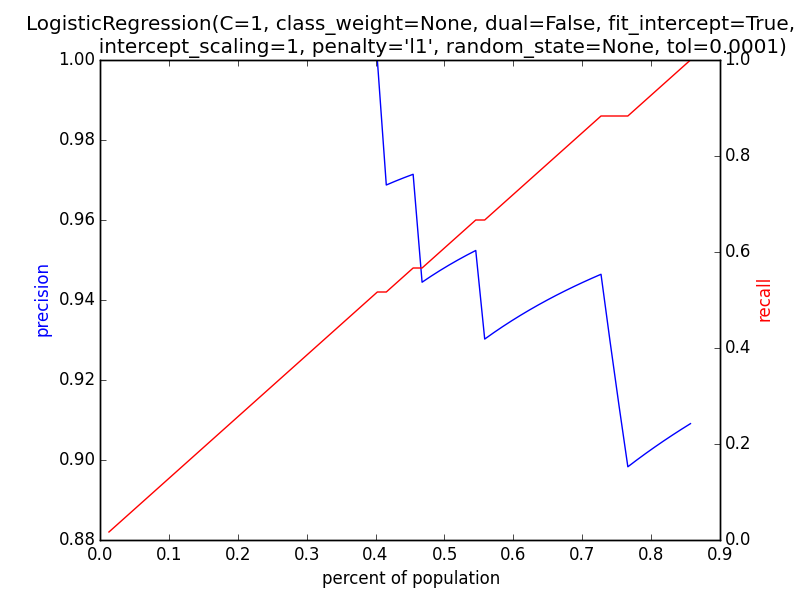 LogisticRegression(C=1, class_weight=None, dual=False, fit_intercept=True,
intercept_scaling=1, penalty='l1', random_state=None, tol=0.0001)
1.00
0.98
0.96
0.94
0.92
0.90
0.88
precision
1.0
0.8
0.6
0.4
0.2
0.0
recall
0.0 0.1 0.2 0.3 0.4 0.5 0.6 0.7 0.8 0.9
percent of population